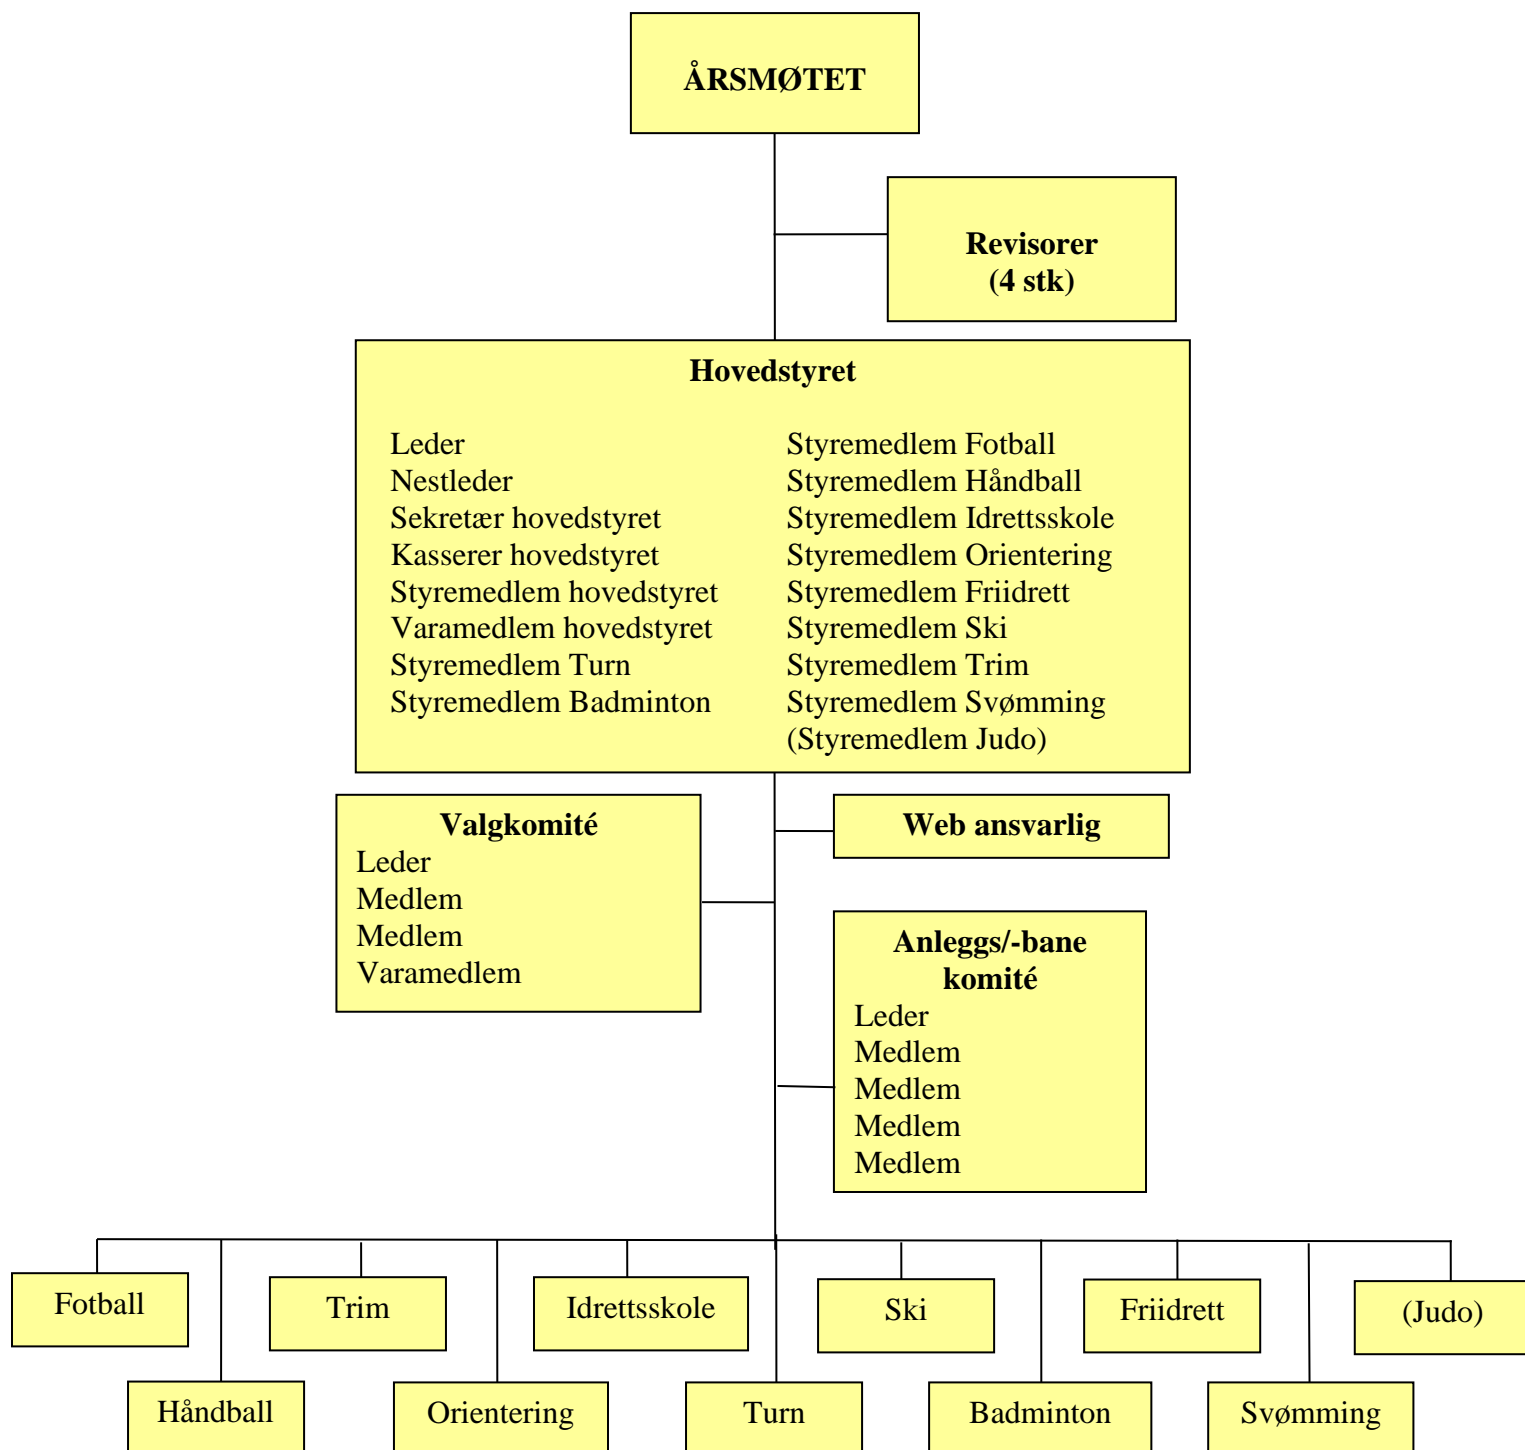 ÅRSMØTET
Revisorer
(4 stk)
Hovedstyret
Leder
Nestleder
Sekretær hovedstyret
Kasserer hovedstyret
Styremedlem hovedstyret
Varamedlem hovedstyret
Styremedlem Turn
Styremedlem Badminton
Styremedlem Fotball
Styremedlem Håndball
Styremedlem Idrettsskole
Styremedlem Orientering
Styremedlem Friidrett
Styremedlem Ski
Styremedlem Trim
Styremedlem Svømming
(Styremedlem Judo)
Valgkomité
Leder
Medlem
Medlem
Varamedlem
Web ansvarlig
Anleggs/-bane
komité
Leder
Medlem
Medlem
Medlem
Medlem
Fotball
Trim
Idrettsskole
Ski
Friidrett
(Judo)
Håndball
Orientering
Turn
Badminton
Svømming